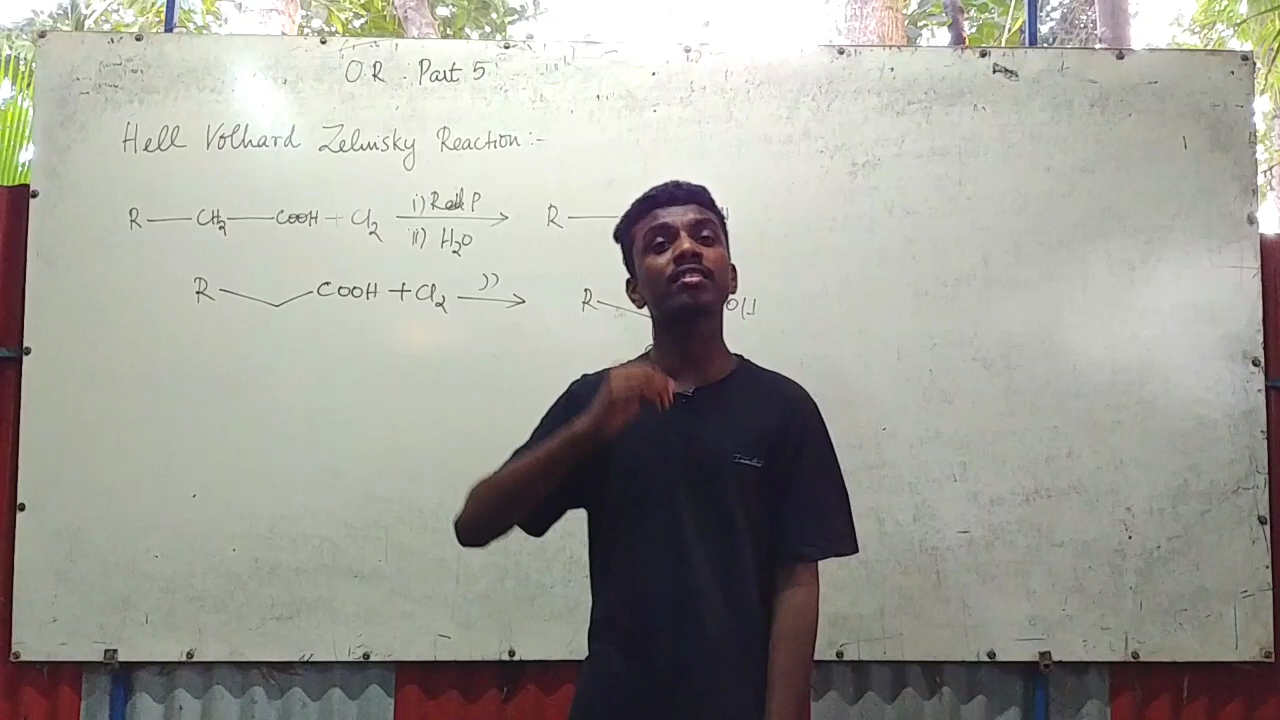 O.R. Part 5
Hell Volhard Zelinsky Reaction:-
R—CH₂—COOH + Cl₂ i) Red P ii) H₂O → R—
R COOH + Cl₂ )) → R